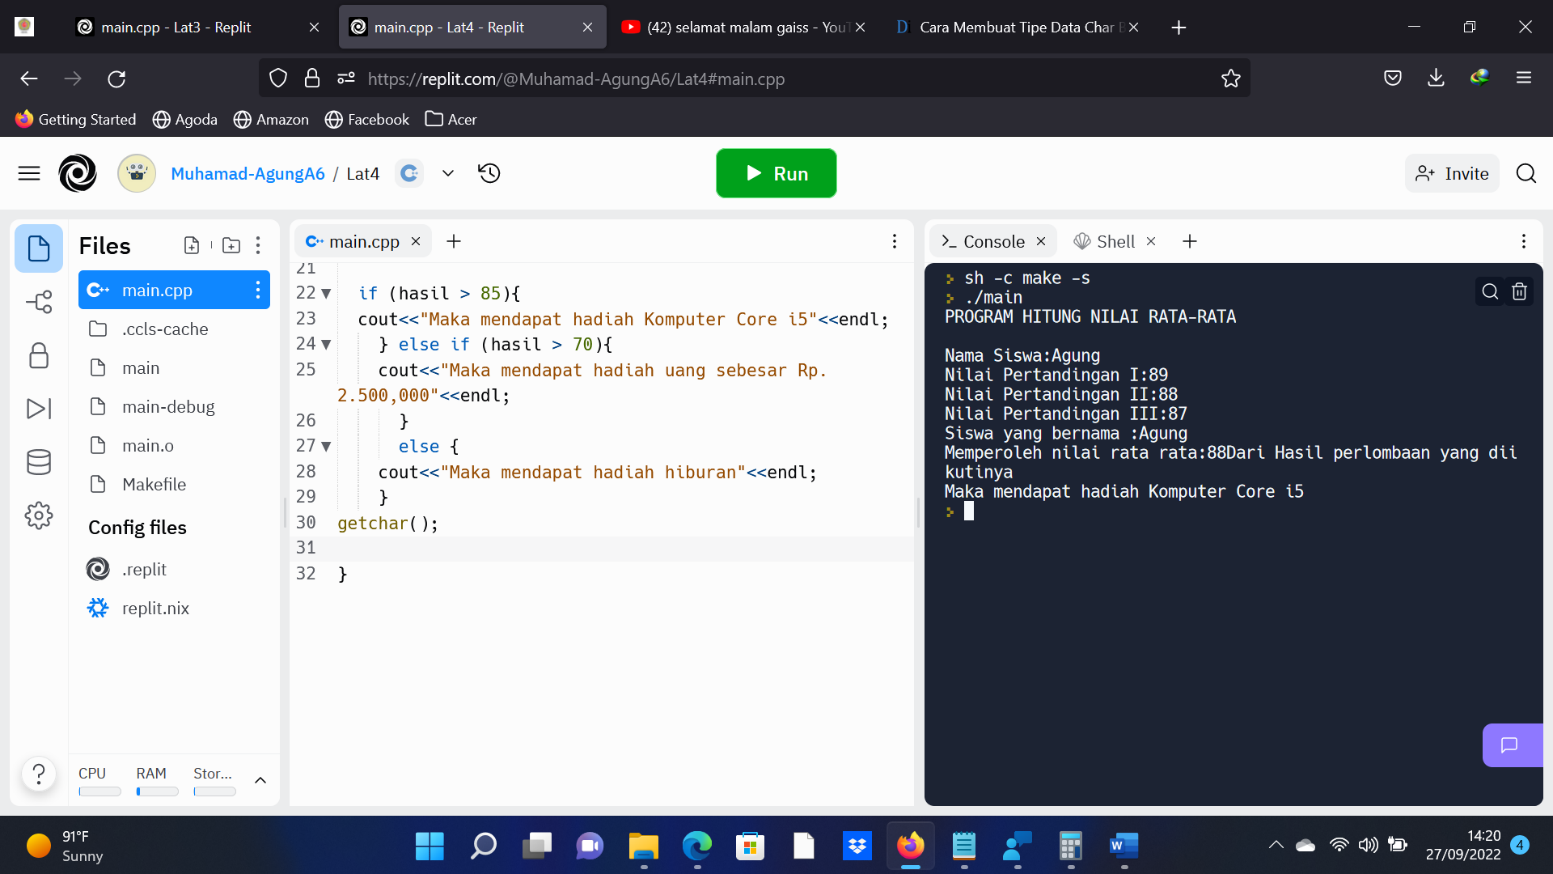 main.cpp - Lat3 - Replit
main.cpp - Lat4 - Replit
(42) selamat malam gaiss - You
Cara Membuat Tipe Data Char
https://replit.com/@Muhamad-AgungA6/Lat4#main.cpp
Getting Started
Agoda
Amazon
Facebook
Acer
Muhamad-AgungA6 / Lat4
Run
Invite
Files
main.cpp
.ccls-cache
main
main-debug
main.o
Makefile
Config files
.replit
replit.nix
CPU
RAM
Stor...
?
main.cpp
21
22 if (hasil > 85){
23 cout<<"Maka mendapat hadiah Komputer Core i5"<<endl;
24 } else if (hasil > 70){
25 cout<<"Maka mendapat hadiah uang sebesar Rp.
2.500,000"<<endl;
26 }
27 else {
28 cout<<"Maka mendapat hadiah hiburan"<<endl;
29 }
30 getchar();
31
32 }
Console
Shell
> sh -c make -s
> ./main
PROGRAM HITUNG NILAI RATA-RATA
Nama Siswa:Agung
Nilai Pertandingan I:89
Nilai Pertandingan II:88
Nilai Pertandingan III:87
Siswa yang bernama :Agung
Memperoleh nilai rata rata:88Dari Hasil perlombaan yang dii
kutinya
Maka mendapat hadiah Komputer Core i5
>
91°F
Sunny
14:20
27/09/2022
4